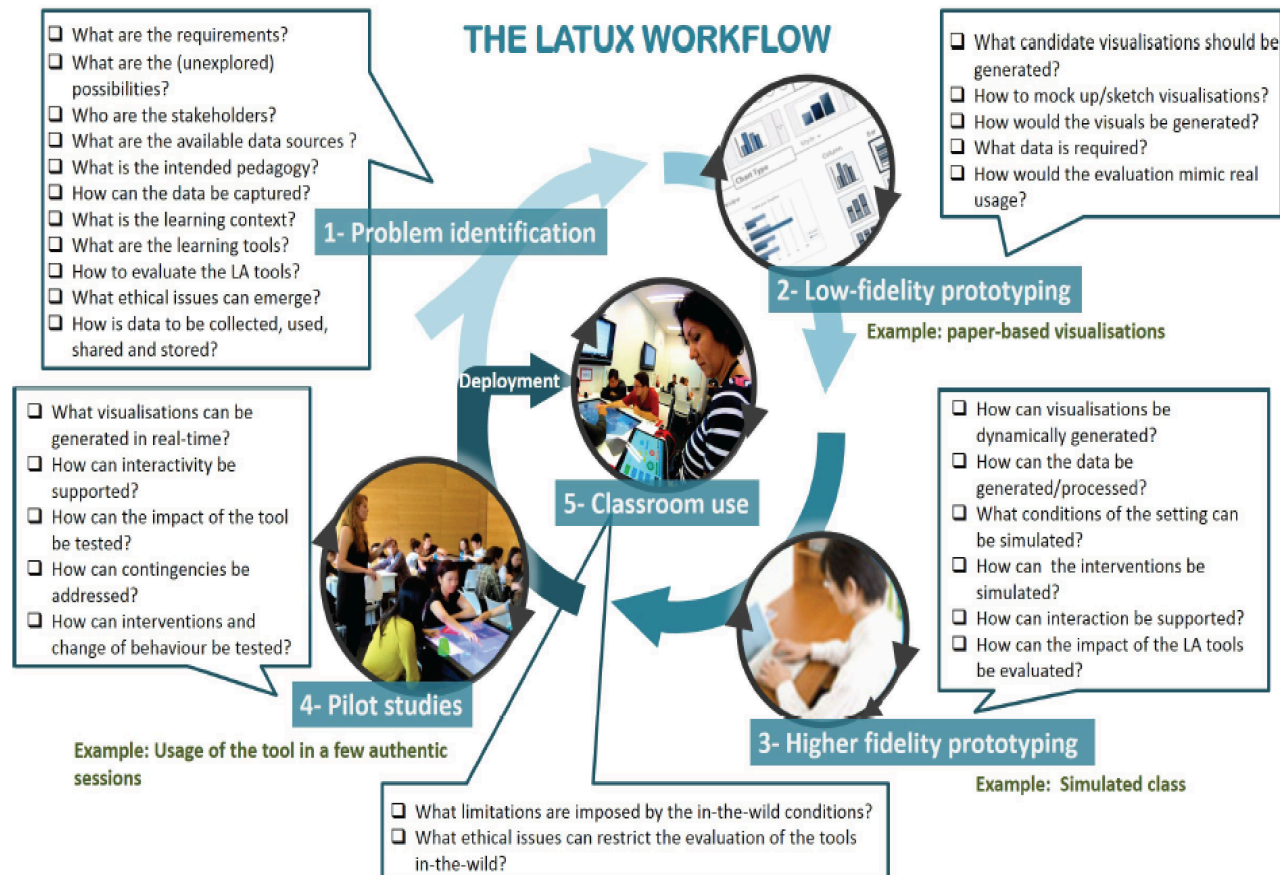 THE LATUX WORKFLOW
❑ What are the requirements?
❑ What are the (unexplored)
possibilities?
❑ Who are the stakeholders?
❑ What are the available data sources ?
❑ What is the intended pedagogy?
❑ How can the data be captured?
❑ What is the learning context?
❑ What are the learning tools?
❑ How to evaluate the LA tools?
❑ What ethical issues can emerge?
❑ How is data to be collected, used,
shared and stored?
1- Problem identification
❑ What candidate visualisations should be
generated?
❑ How to mock up/sketch visualisations?
❑ How would the visuals be generated?
❑ What data is required?
❑ How would the evaluation mimic real
usage?
Chart Type
Column
Bar
2- Low-fidelity prototyping
Example: paper-based visualisations
❑ How can visualisations be
dynamically generated?
❑ How can the data be
generated/processed?
❑ What conditions of the setting can
be simulated?
❑ How can  the interventions be
simulated?
❑ How can interaction be supported?
❑ How can the impact of the LA tools
be evaluated?
3- Higher fidelity prototyping
Example:  Simulated class
❑ What visualisations can be
generated in real-time?
❑ How can interactivity be
supported?
❑ How can the impact of the tool
be tested?
❑ How can contingencies be
addressed?
❑ How can interventions and
change of behaviour be tested?
4- Pilot studies
Example: Usage of the tool in a few authentic
sessions
Deployment
5- Classroom use
❑ What limitations are imposed by the in-the-wild conditions?
❑ What ethical issues can restrict the evaluation of the tools
in-the-wild?